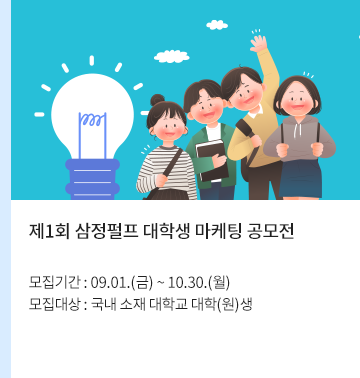 제1회 삼정펄프 대학생 마케팅 공모전
모집기간 : 09.01.(금) ~ 10.30.(월)
모집대상 : 국내 소재 대학교 대학(원)생